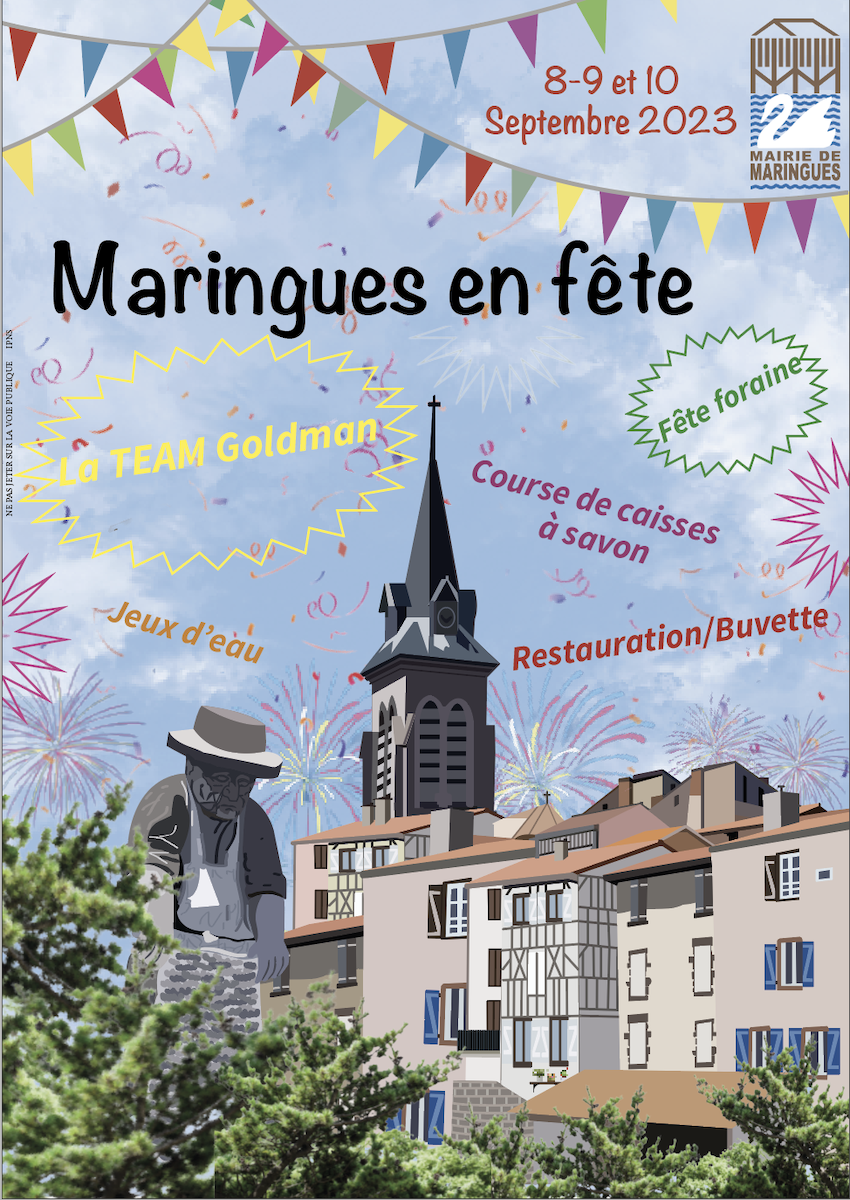 8-9 et 10
Septembre 2023
MAIRIE DE
MARINGUES
Maringues en fête
NE PAS JETER SUR LA VOIE PUBLIQUE IPNS
La TEAM Goldman
Fête foraine
Course de caisses
à savon
Jeux d'eau
Restauration/Buvette